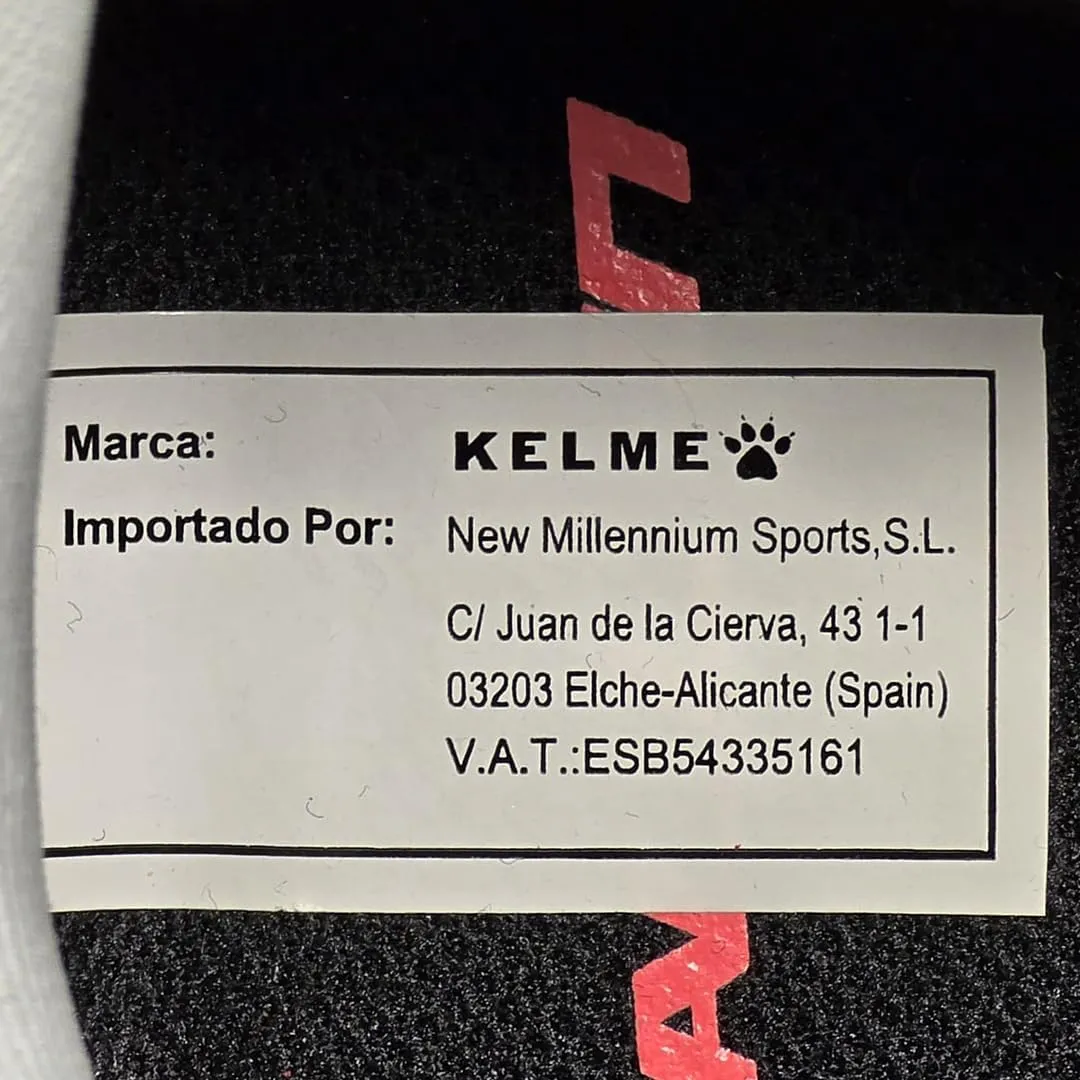 Marca: KELME
Importado Por: New Millennium Sports,S.L.
C/ Juan de la Cierva, 43 1-1
03203 Elche-Alicante (Spain)
V.A.T.:ESB54335161